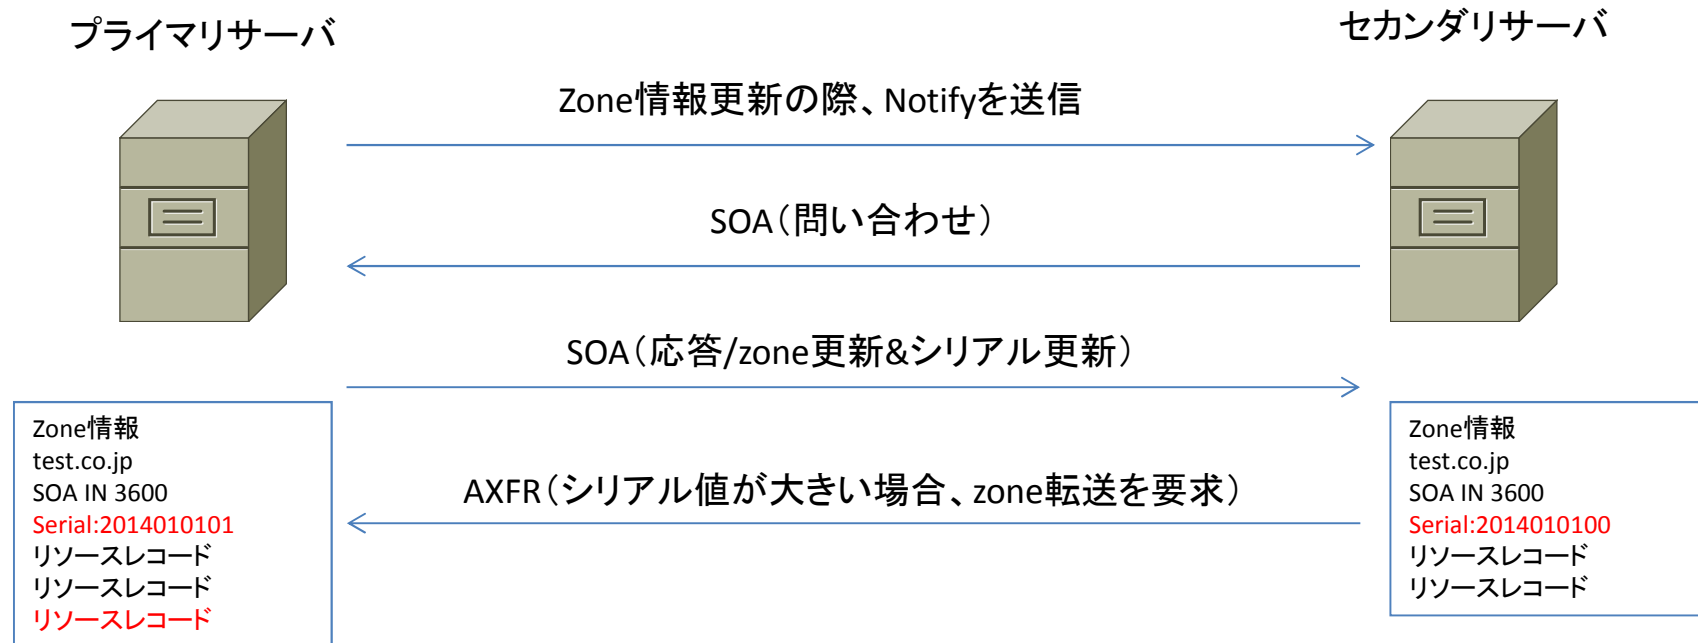 プライマリサーバ
セカンダリサーバ
Zone情報更新の際、Notifyを送信
SOA(問い合わせ)
SOA(応答/zone更新&シリアル更新)
AXFR(シリアル値が大きい場合、zone転送を要求)
Zone情報
test.co.jp
SOA IN 3600
Serial:2014010101
リソースレコード
リソースレコード
リソースレコード
Zone情報
test.co.jp
SOA IN 3600
Serial:2014010100
リソースレコード
リソースレコード